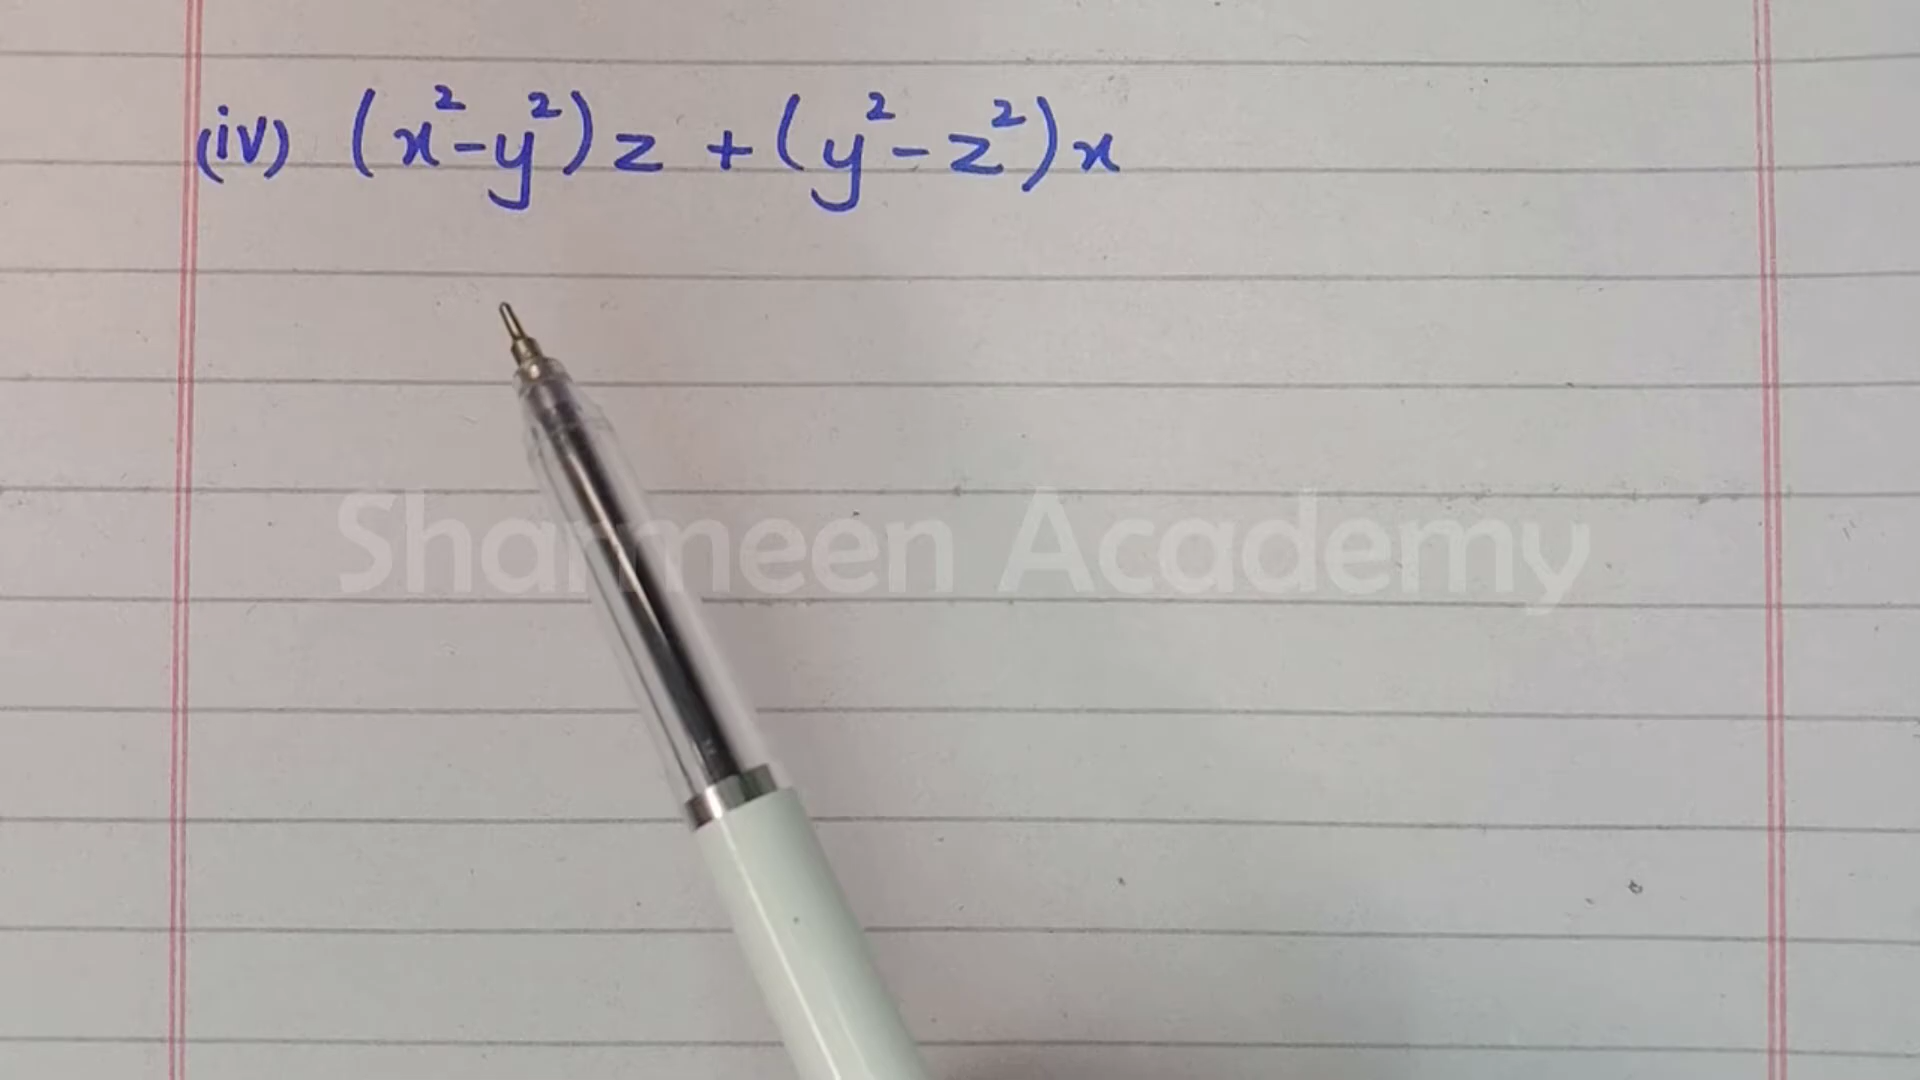 (iv) (x²-y²)z + (y²-z²)x
Sharmeen Academy